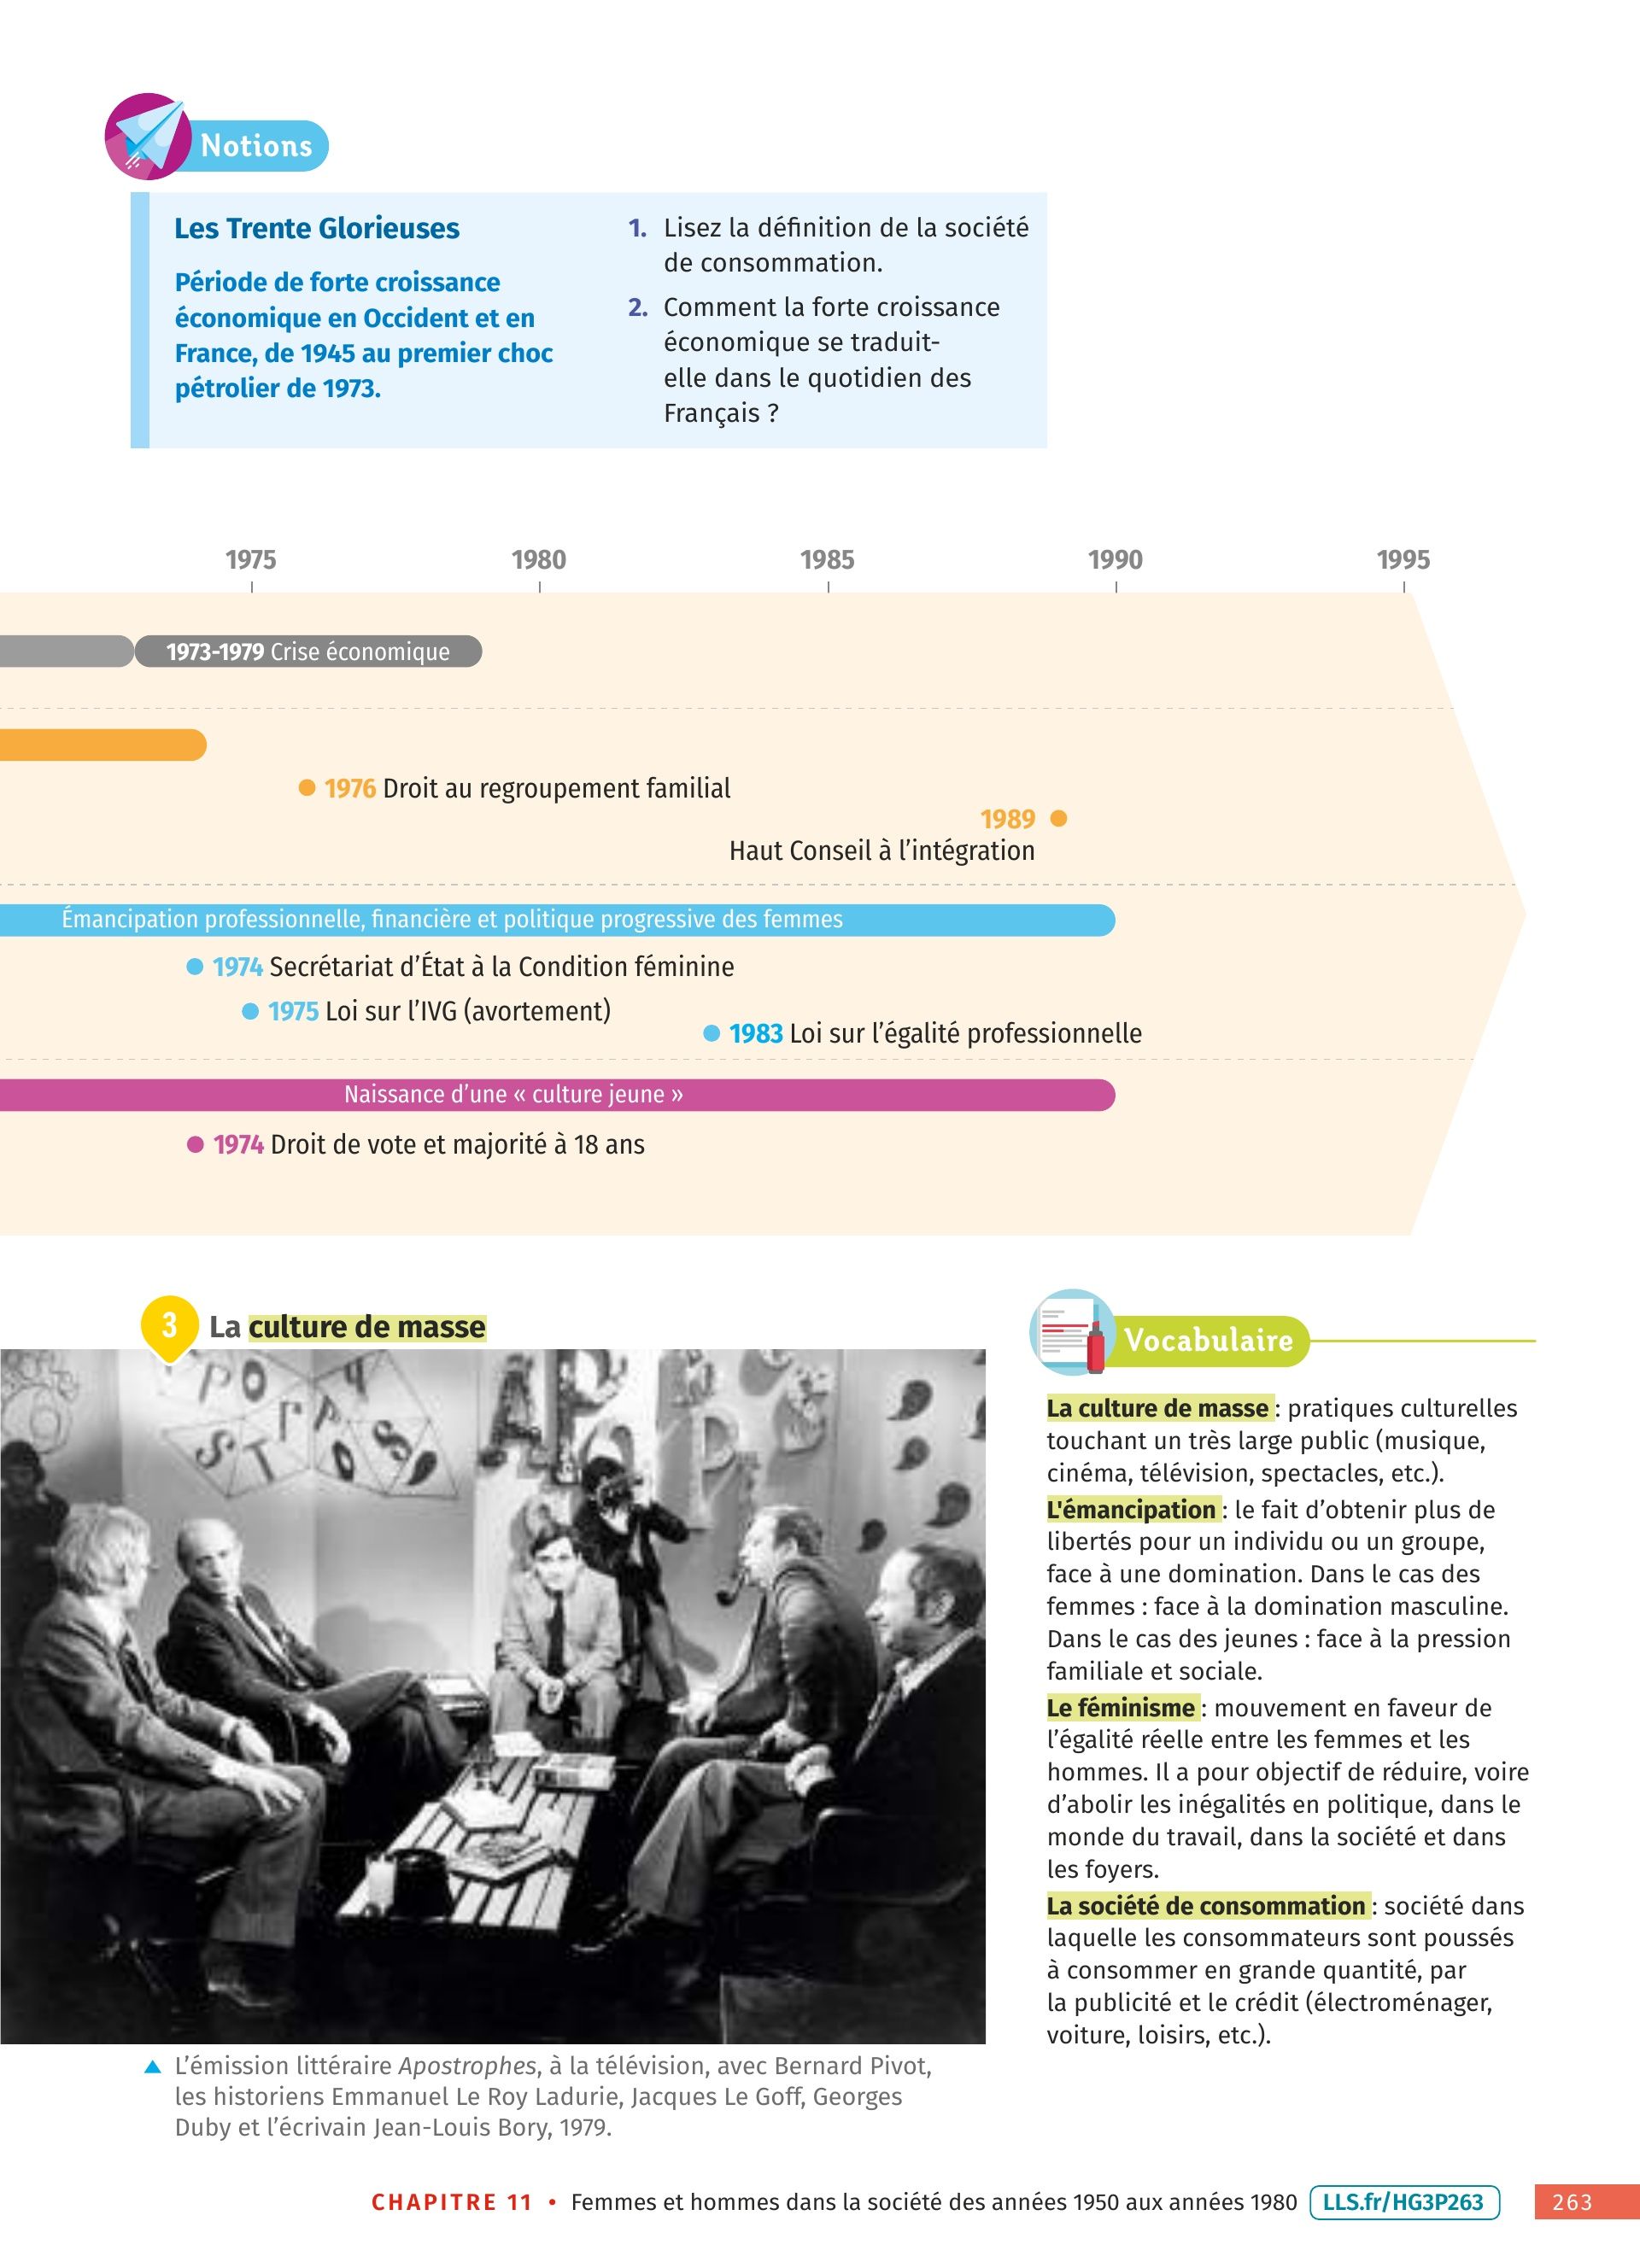 Notions
Les Trente Glorieuses
Période de forte croissance
économique en Occident et en
France, de 1945 au premier choc
pétrolier de 1973.
1. Lisez la définition de la société
de consommation.
2. Comment la forte croissance
économique se traduit-
elle dans le quotidien des
Français ?
1975 1980 1985 1990 1995
1973-1979 Crise économique
1976 Droit au regroupement familial
1989
Haut Conseil à l'intégration
Émancipation professionnelle, financière et politique progressive des femmes
1974 Secrétariat d'État à la Condition féminine
1975 Loi sur l'IVG (avortement)
1983 Loi sur l'égalité professionnelle
Naissance d'une « culture jeune »
1974 Droit de vote et majorité à 18 ans
3 La culture de masse
L'émission littéraire Apostrophes, à la télévision, avec Bernard Pivot,
les historiens Emmanuel Le Roy Ladurie, Jacques Le Goff, Georges
Duby et l'écrivain Jean-Louis Bory, 1979.
Vocabulaire
La culture de masse : pratiques culturelles
touchant un très large public (musique,
cinéma, télévision, spectacles, etc.).
L'émancipation : le fait d'obtenir plus de
libertés pour un individu ou un groupe,
face à une domination. Dans le cas des
femmes : face à la domination masculine.
Dans le cas des jeunes : face à la pression
familiale et sociale.
Le féminisme : mouvement en faveur de
l'égalité réelle entre les femmes et les
hommes. Il a pour objectif de réduire, voire
d'abolir les inégalités en politique, dans le
monde du travail, dans la société et dans
les foyers.
La société de consommation : société dans
laquelle les consommateurs sont poussés
à consommer en grande quantité, par
la publicité et le crédit (électroménager,
voiture, loisirs, etc.).
CHAPITRE 11 • Femmes et hommes dans la société des années 1950 aux années 1980 LLS.fr/HG3P263 263